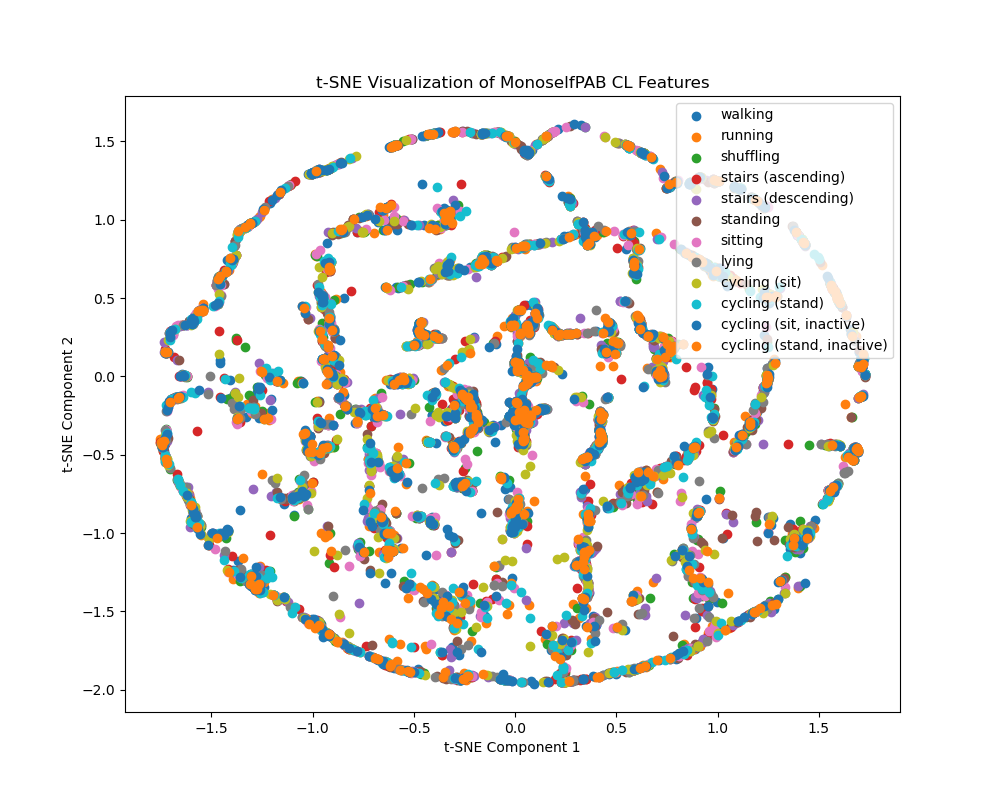 t-SNE Visualization of MonoselfPAB CL Features
walking
running
shuffling
stairs (ascending)
stairs (descending)
standing
sitting
lying
cycling (sit)
cycling (stand)
cycling (sit, inactive)
cycling (stand, inactive)
1.5
1.0
0.5
0.0
−0.5
−1.0
−1.5
−2.0
t-SNE Component 2
−1.5
−1.0
−0.5
0.0
0.5
1.0
1.5
t-SNE Component 1